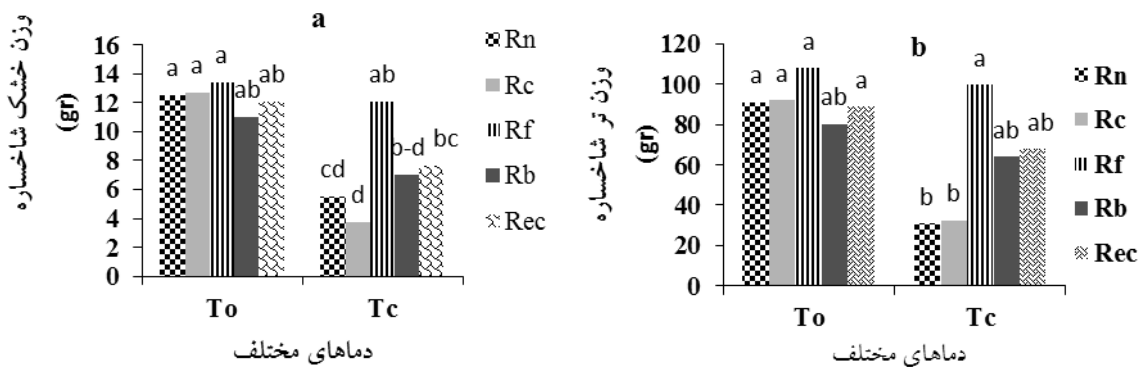 a
وزن خشک شاخساره
(gr)
16
14
12
10
8
6
4
2
0
a a a ab ab
cd d ab b-d bc
To Tc
دماهای مختلف
Rn
Rc
Rf
Rb
Rec
b
وزن تر شاخساره
(gr)
120
100
80
60
40
20
0
a a a ab a
b b a ab ab
To Tc
دماهای مختلف
Rn
Rc
Rf
Rb
Rec